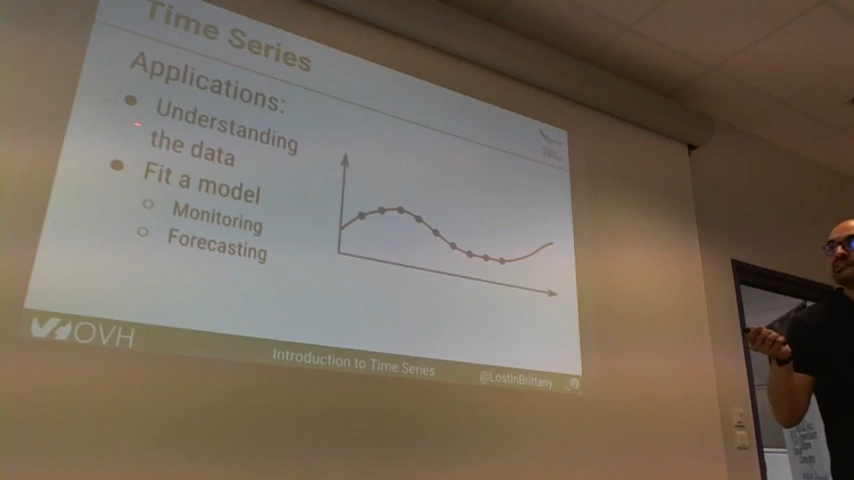 Time Series
Applications:
Understanding
the data
Fit a model
Monitoring
Forecasting
OVH
Introduction to Time Series
@LostInBrittany